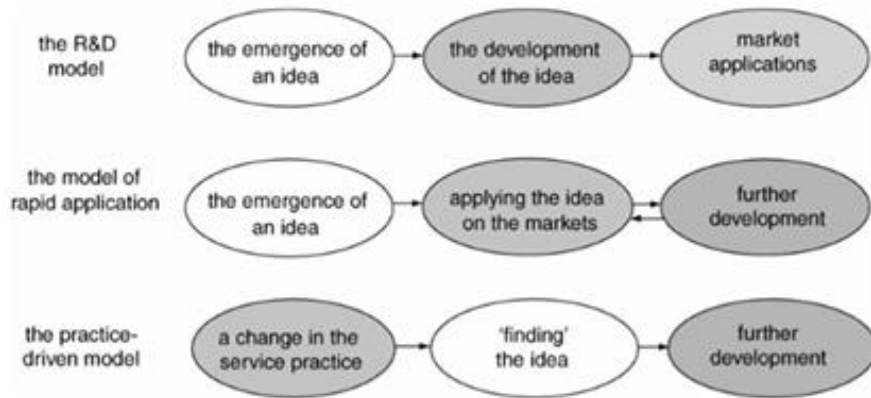 the R&D
model
the emergence of
an idea
the development
of the idea
market
applications
the model of
rapid application
the emergence of
an idea
applying the idea
on the markets
further
development
the practice-
driven model
a change in the
service practice
'finding'
the idea
further
development